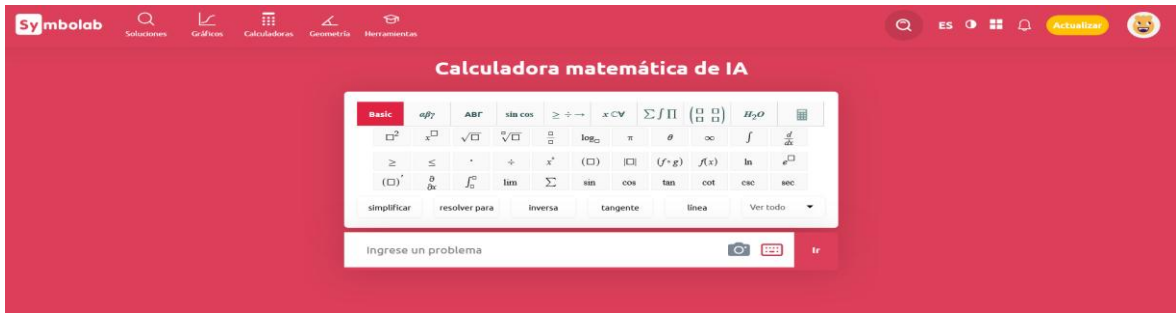 Symbolab Soluciones Gráficos Calculadoras Geometría Herramientas ES Actualizar
Calculadora matemática de IA
Basic αβγ ΑΒΓ sin cos ≥ ÷ → x ⊂ ∀ ∑ ∫ ∏ (□ □ □ □) H₂O
□² x^□ √□ ⁿ√□ □/□ log□ π θ ∞ ∫ d/dx
≥ ≤ · ÷ x° (□) |□| (f∘g) f(x) ln e^□
(□)′ ∂/∂x ∫□□ lim ∑ sin cos tan cot csc sec
simplificar resolver para inversa tangente línea Ver todo
Ingrese un problema Ir